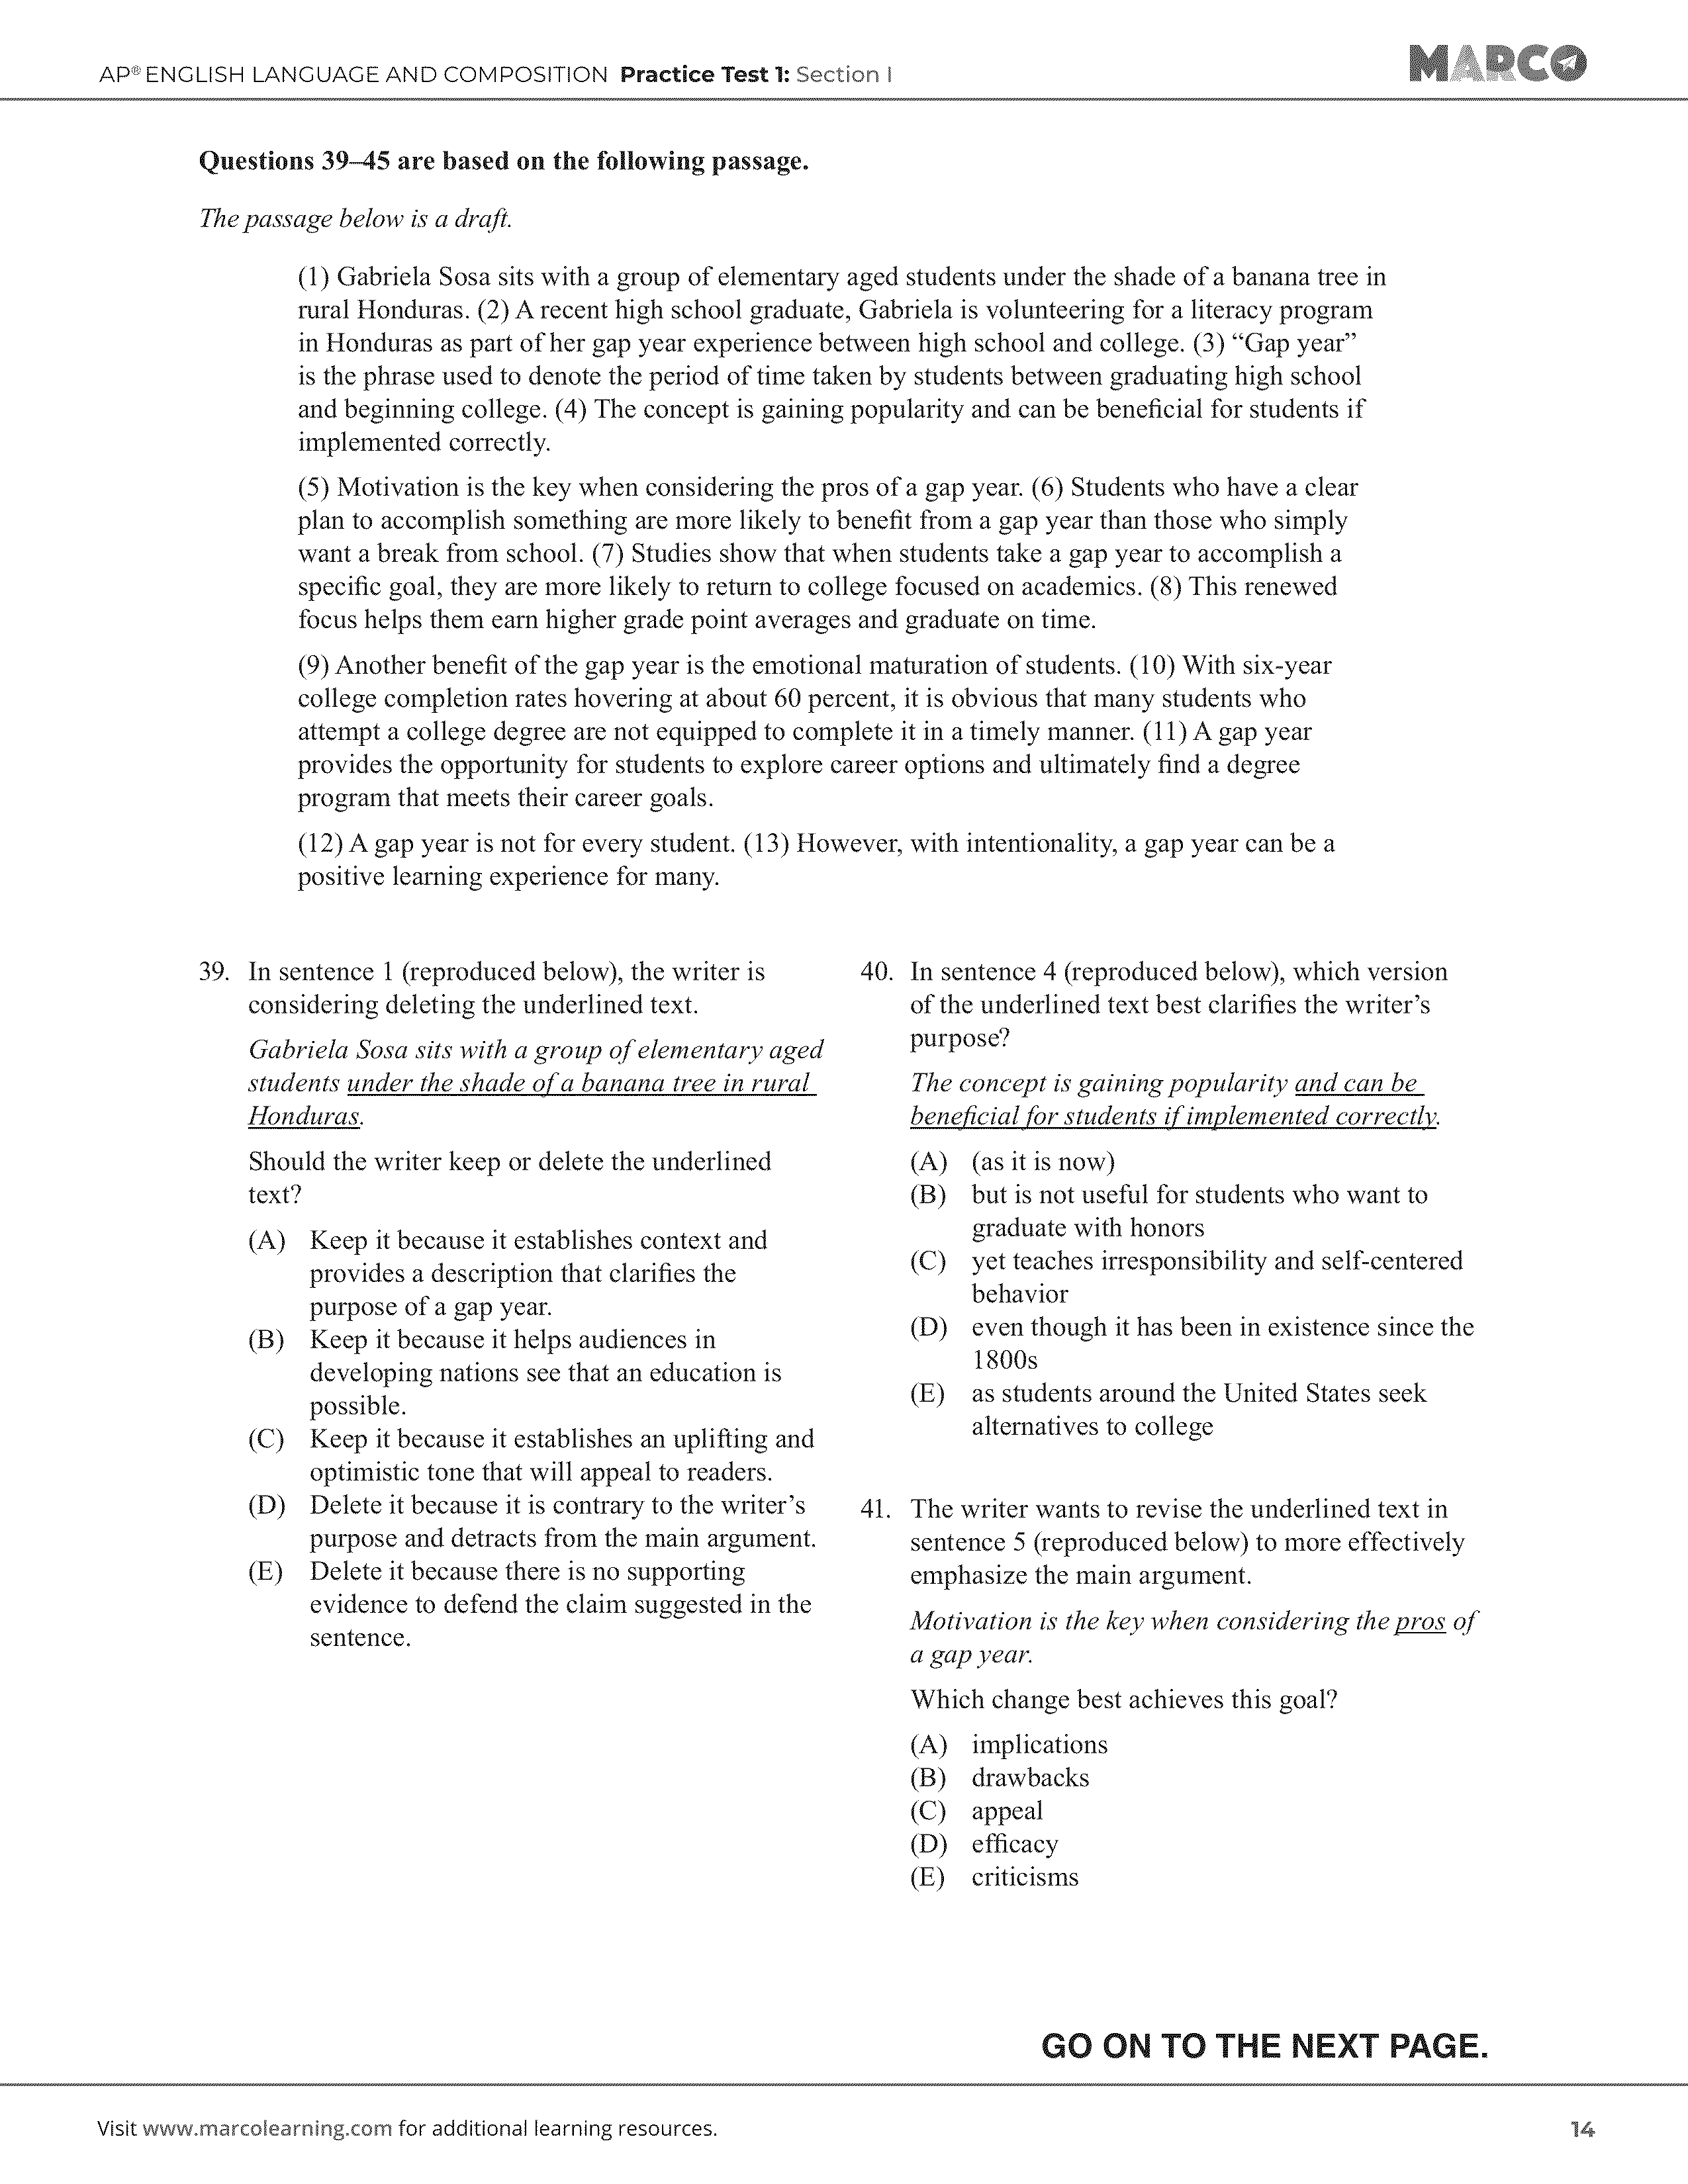 AP® ENGLISH LANGUAGE AND COMPOSITION Practice Test 1: Section I
MARCO
Questions 39–45 are based on the following passage.
The passage below is a draft.
(1) Gabriela Sosa sits with a group of elementary aged students under the shade of a banana tree in
rural Honduras. (2) A recent high school graduate, Gabriela is volunteering for a literacy program
in Honduras as part of her gap year experience between high school and college. (3) “Gap year”
is the phrase used to denote the period of time taken by students between graduating high school
and beginning college. (4) The concept is gaining popularity and can be beneficial for students if
implemented correctly.
(5) Motivation is the key when considering the pros of a gap year. (6) Students who have a clear
plan to accomplish something are more likely to benefit from a gap year than those who simply
want a break from school. (7) Studies show that when students take a gap year to accomplish a
specific goal, they are more likely to return to college focused on academics. (8) This renewed
focus helps them earn higher grade point averages and graduate on time.
(9) Another benefit of the gap year is the emotional maturation of students. (10) With six-year
college completion rates hovering at about 60 percent, it is obvious that many students who
attempt a college degree are not equipped to complete it in a timely manner. (11) A gap year
provides the opportunity for students to explore career options and ultimately find a degree
program that meets their career goals.
(12) A gap year is not for every student. (13) However, with intentionality, a gap year can be a
positive learning experience for many.
39. In sentence 1 (reproduced below), the writer is
considering deleting the underlined text.
Gabriela Sosa sits with a group of elementary aged
students under the shade of a banana tree in rural
Honduras.
Should the writer keep or delete the underlined
text?
(A) Keep it because it establishes context and
provides a description that clarifies the
purpose of a gap year.
(B) Keep it because it helps audiences in
developing nations see that an education is
possible.
(C) Keep it because it establishes an uplifting and
optimistic tone that will appeal to readers.
(D) Delete it because it is contrary to the writer’s
purpose and detracts from the main argument.
(E) Delete it because there is no supporting
evidence to defend the claim suggested in the
sentence.
40. In sentence 4 (reproduced below), which version
of the underlined text best clarifies the writer’s
purpose?
The concept is gaining popularity and can be
beneficial for students if implemented correctly.
(A) (as it is now)
(B) but is not useful for students who want to
graduate with honors
(C) yet teaches irresponsibility and self-centered
behavior
(D) even though it has been in existence since the
1800s
(E) as students around the United States seek
alternatives to college
41. The writer wants to revise the underlined text in
sentence 5 (reproduced below) to more effectively
emphasize the main argument.
Motivation is the key when considering the pros of
a gap year.
Which change best achieves this goal?
(A) implications
(B) drawbacks
(C) appeal
(D) efficacy
(E) criticisms
GO ON TO THE NEXT PAGE.
Visit www.marcolearning.com for additional learning resources.
14